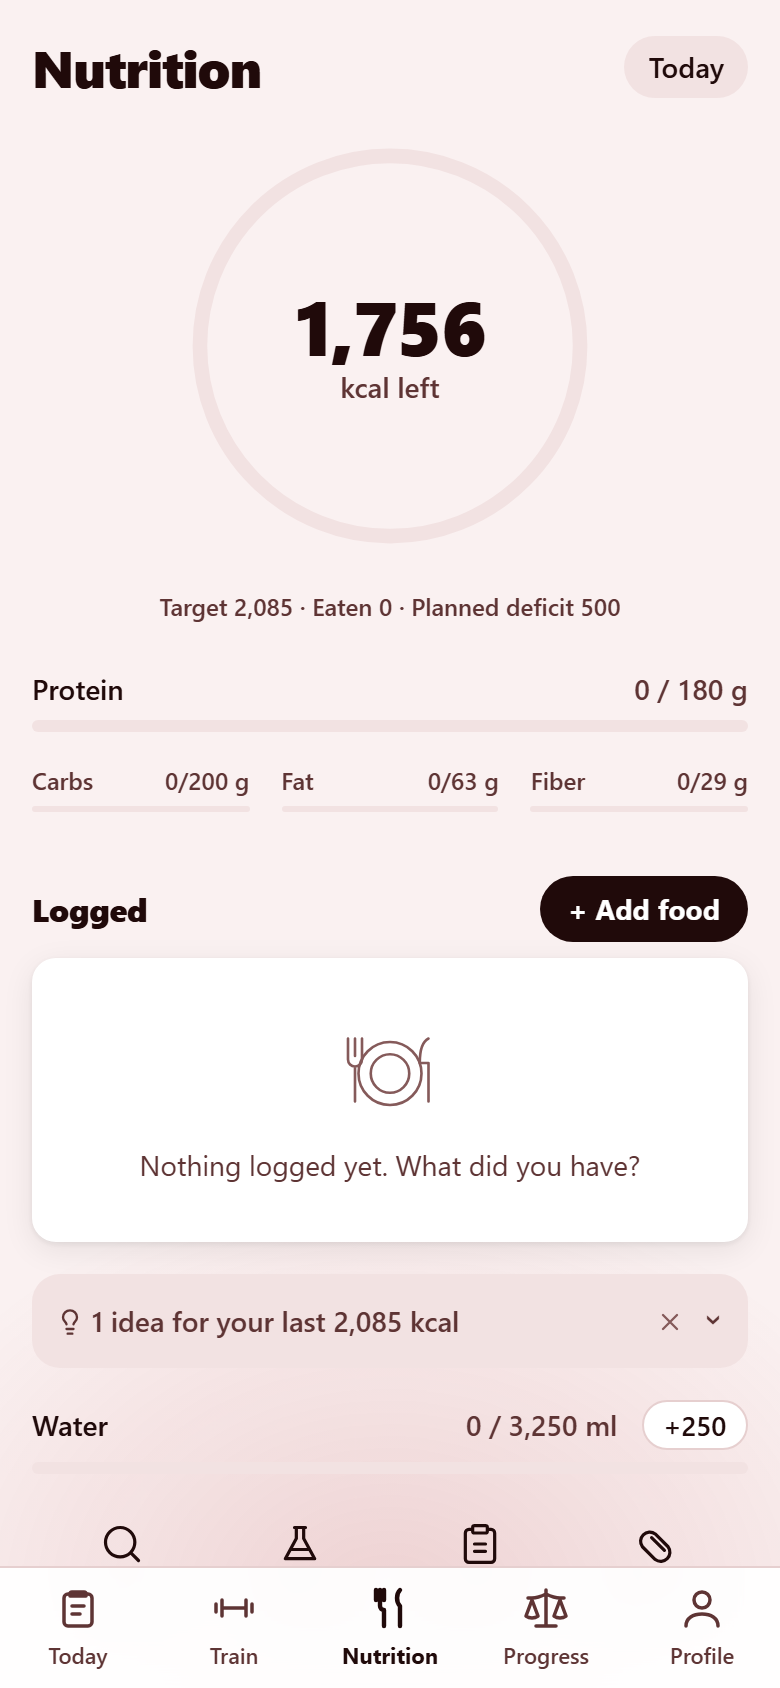 Nutrition
Today
1,756
kcal left
Target 2,085 · Eaten 0 · Planned deficit 500
Protein 0 / 180 g
Carbs 0/200 g Fat 0/63 g Fiber 0/29 g
Logged + Add food
Nothing logged yet. What did you have?
1 idea for your last 2,085 kcal
Water 0 / 3,250 ml +250
Today Train Nutrition Progress Profile